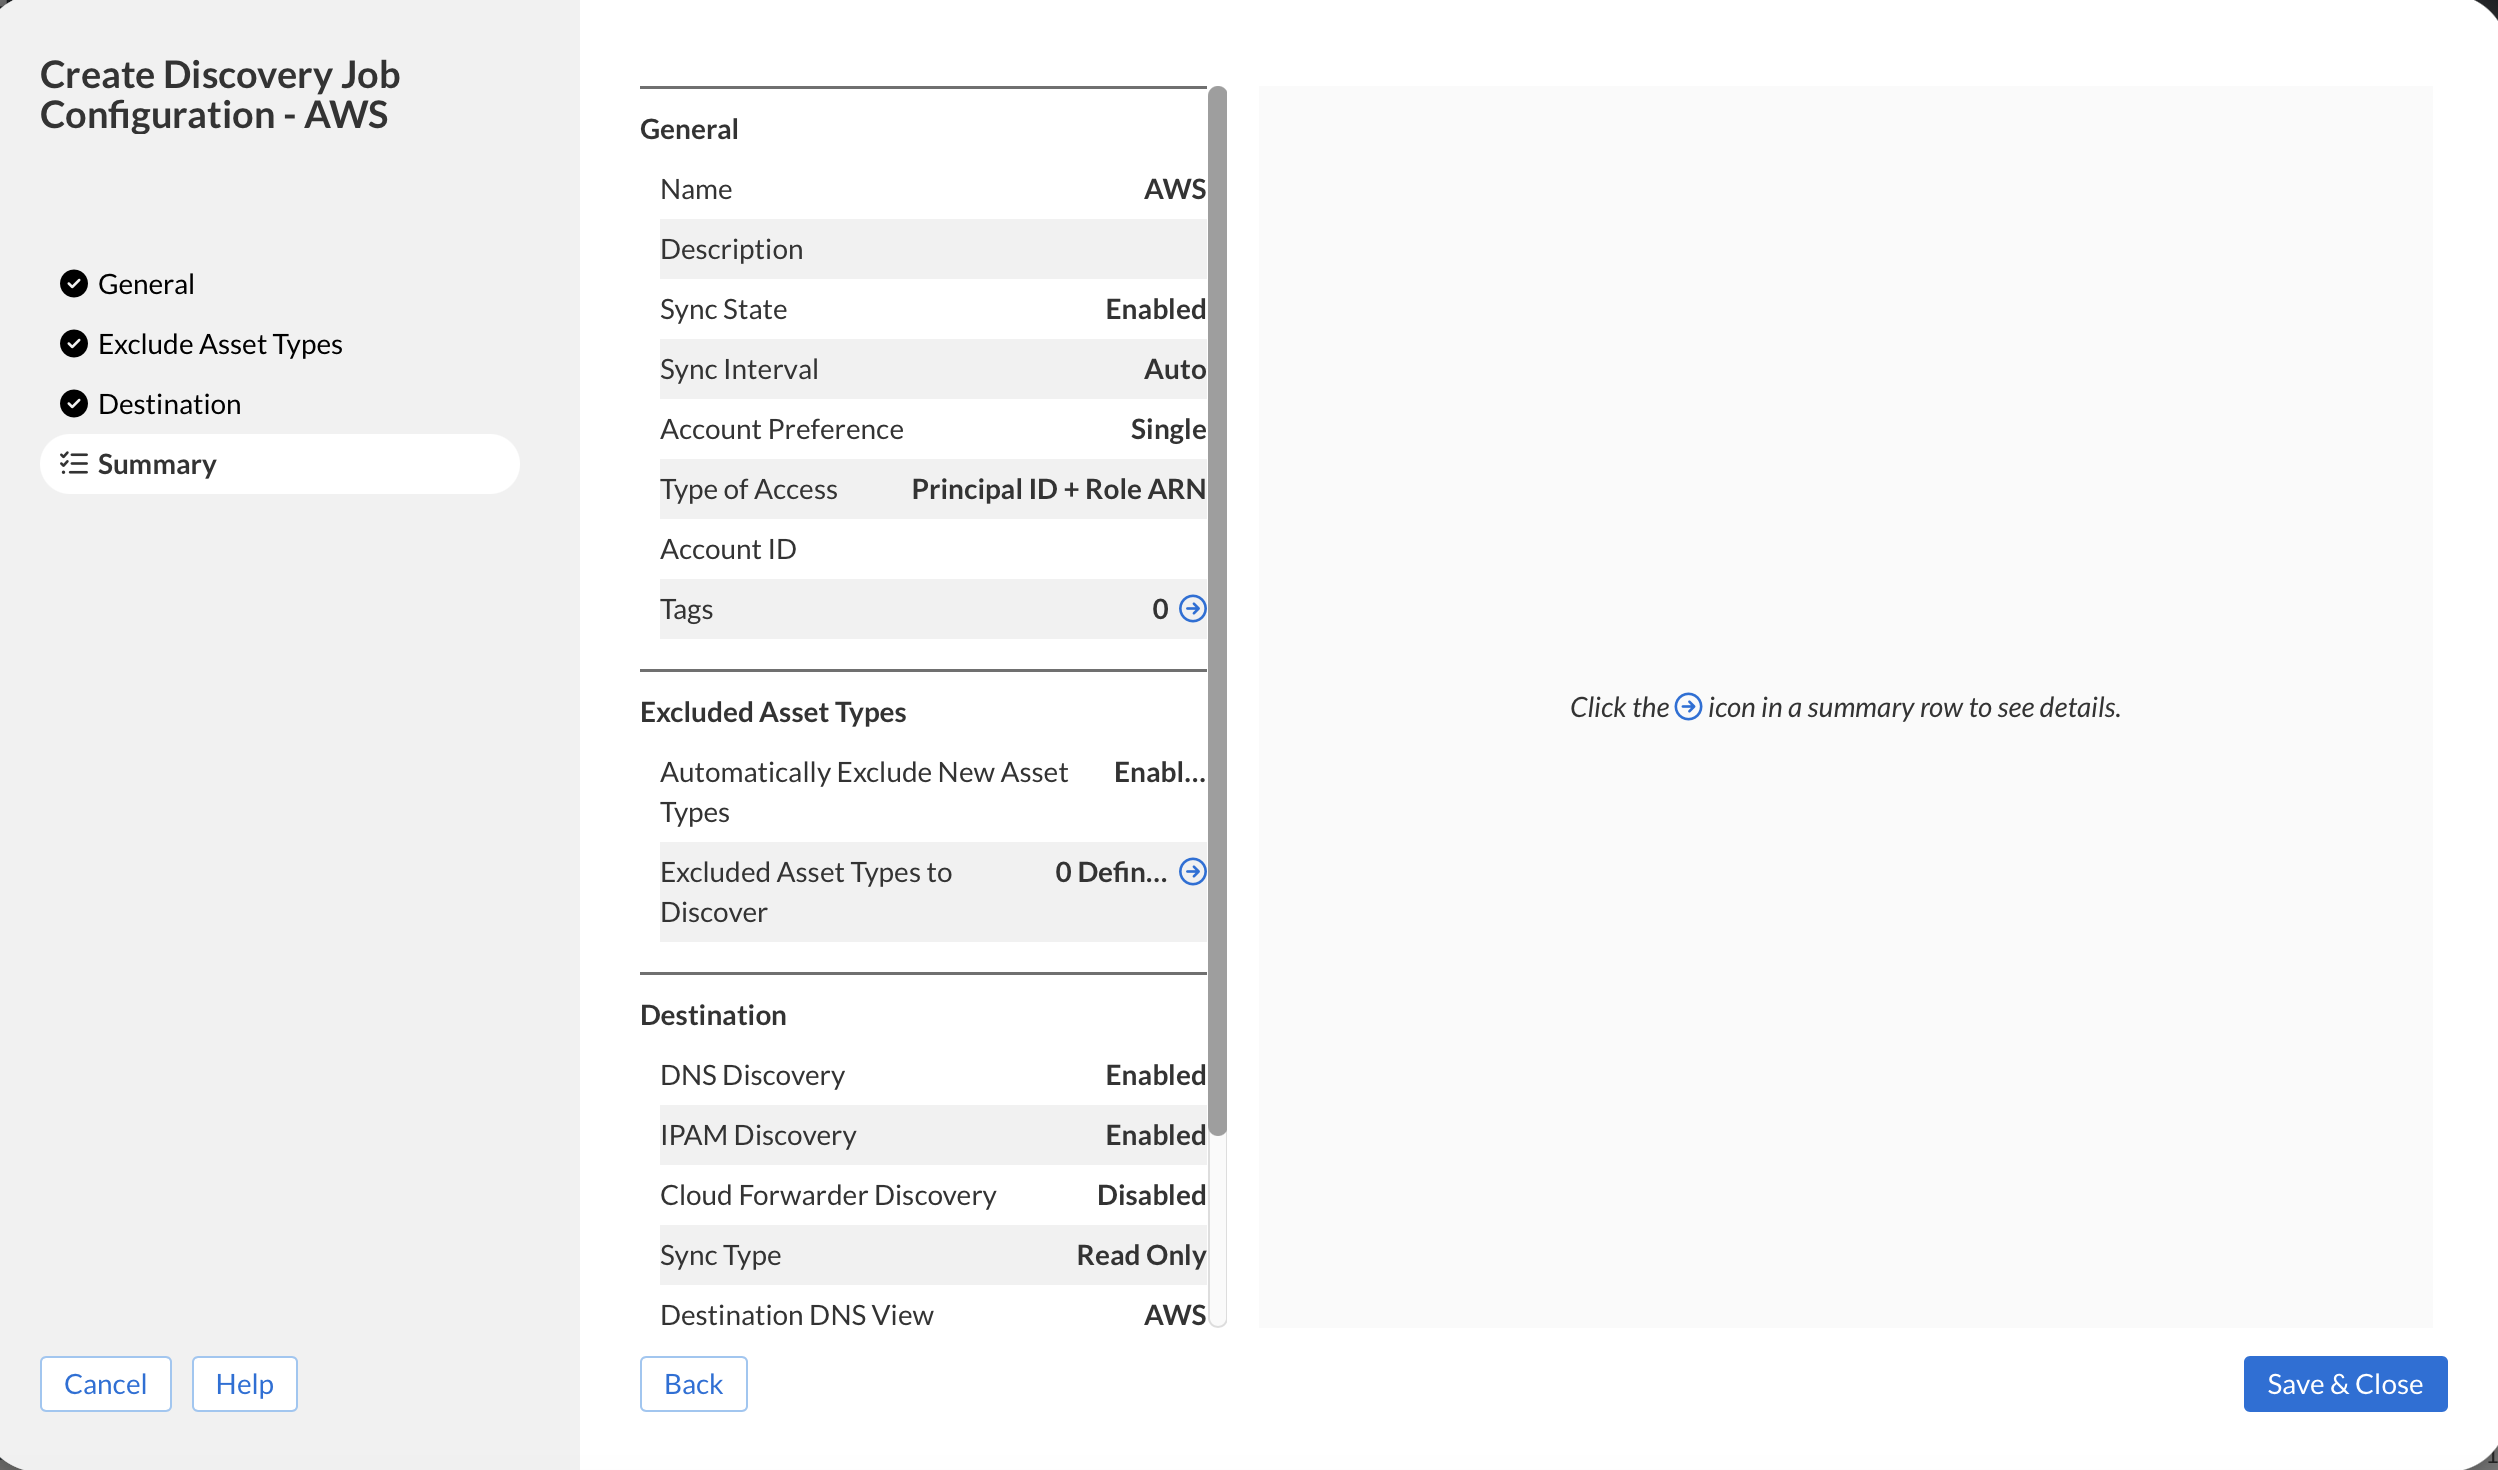 Create Discovery Job
Configuration - AWS
General
Exclude Asset Types
Destination
Summary
General
Name AWS
Description
Sync State Enabled
Sync Interval Auto
Account Preference Single
Type of Access Principal ID + Role ARN
Account ID
Tags 0
Excluded Asset Types
Automatically Exclude New Asset Enabl...
Types
Excluded Asset Types to 0 Defin...
Discover
Destination
DNS Discovery Enabled
IPAM Discovery Enabled
Cloud Forwarder Discovery Disabled
Sync Type Read Only
Destination DNS View AWS
Click the icon in a summary row to see details.
Cancel Help Back Save & Close